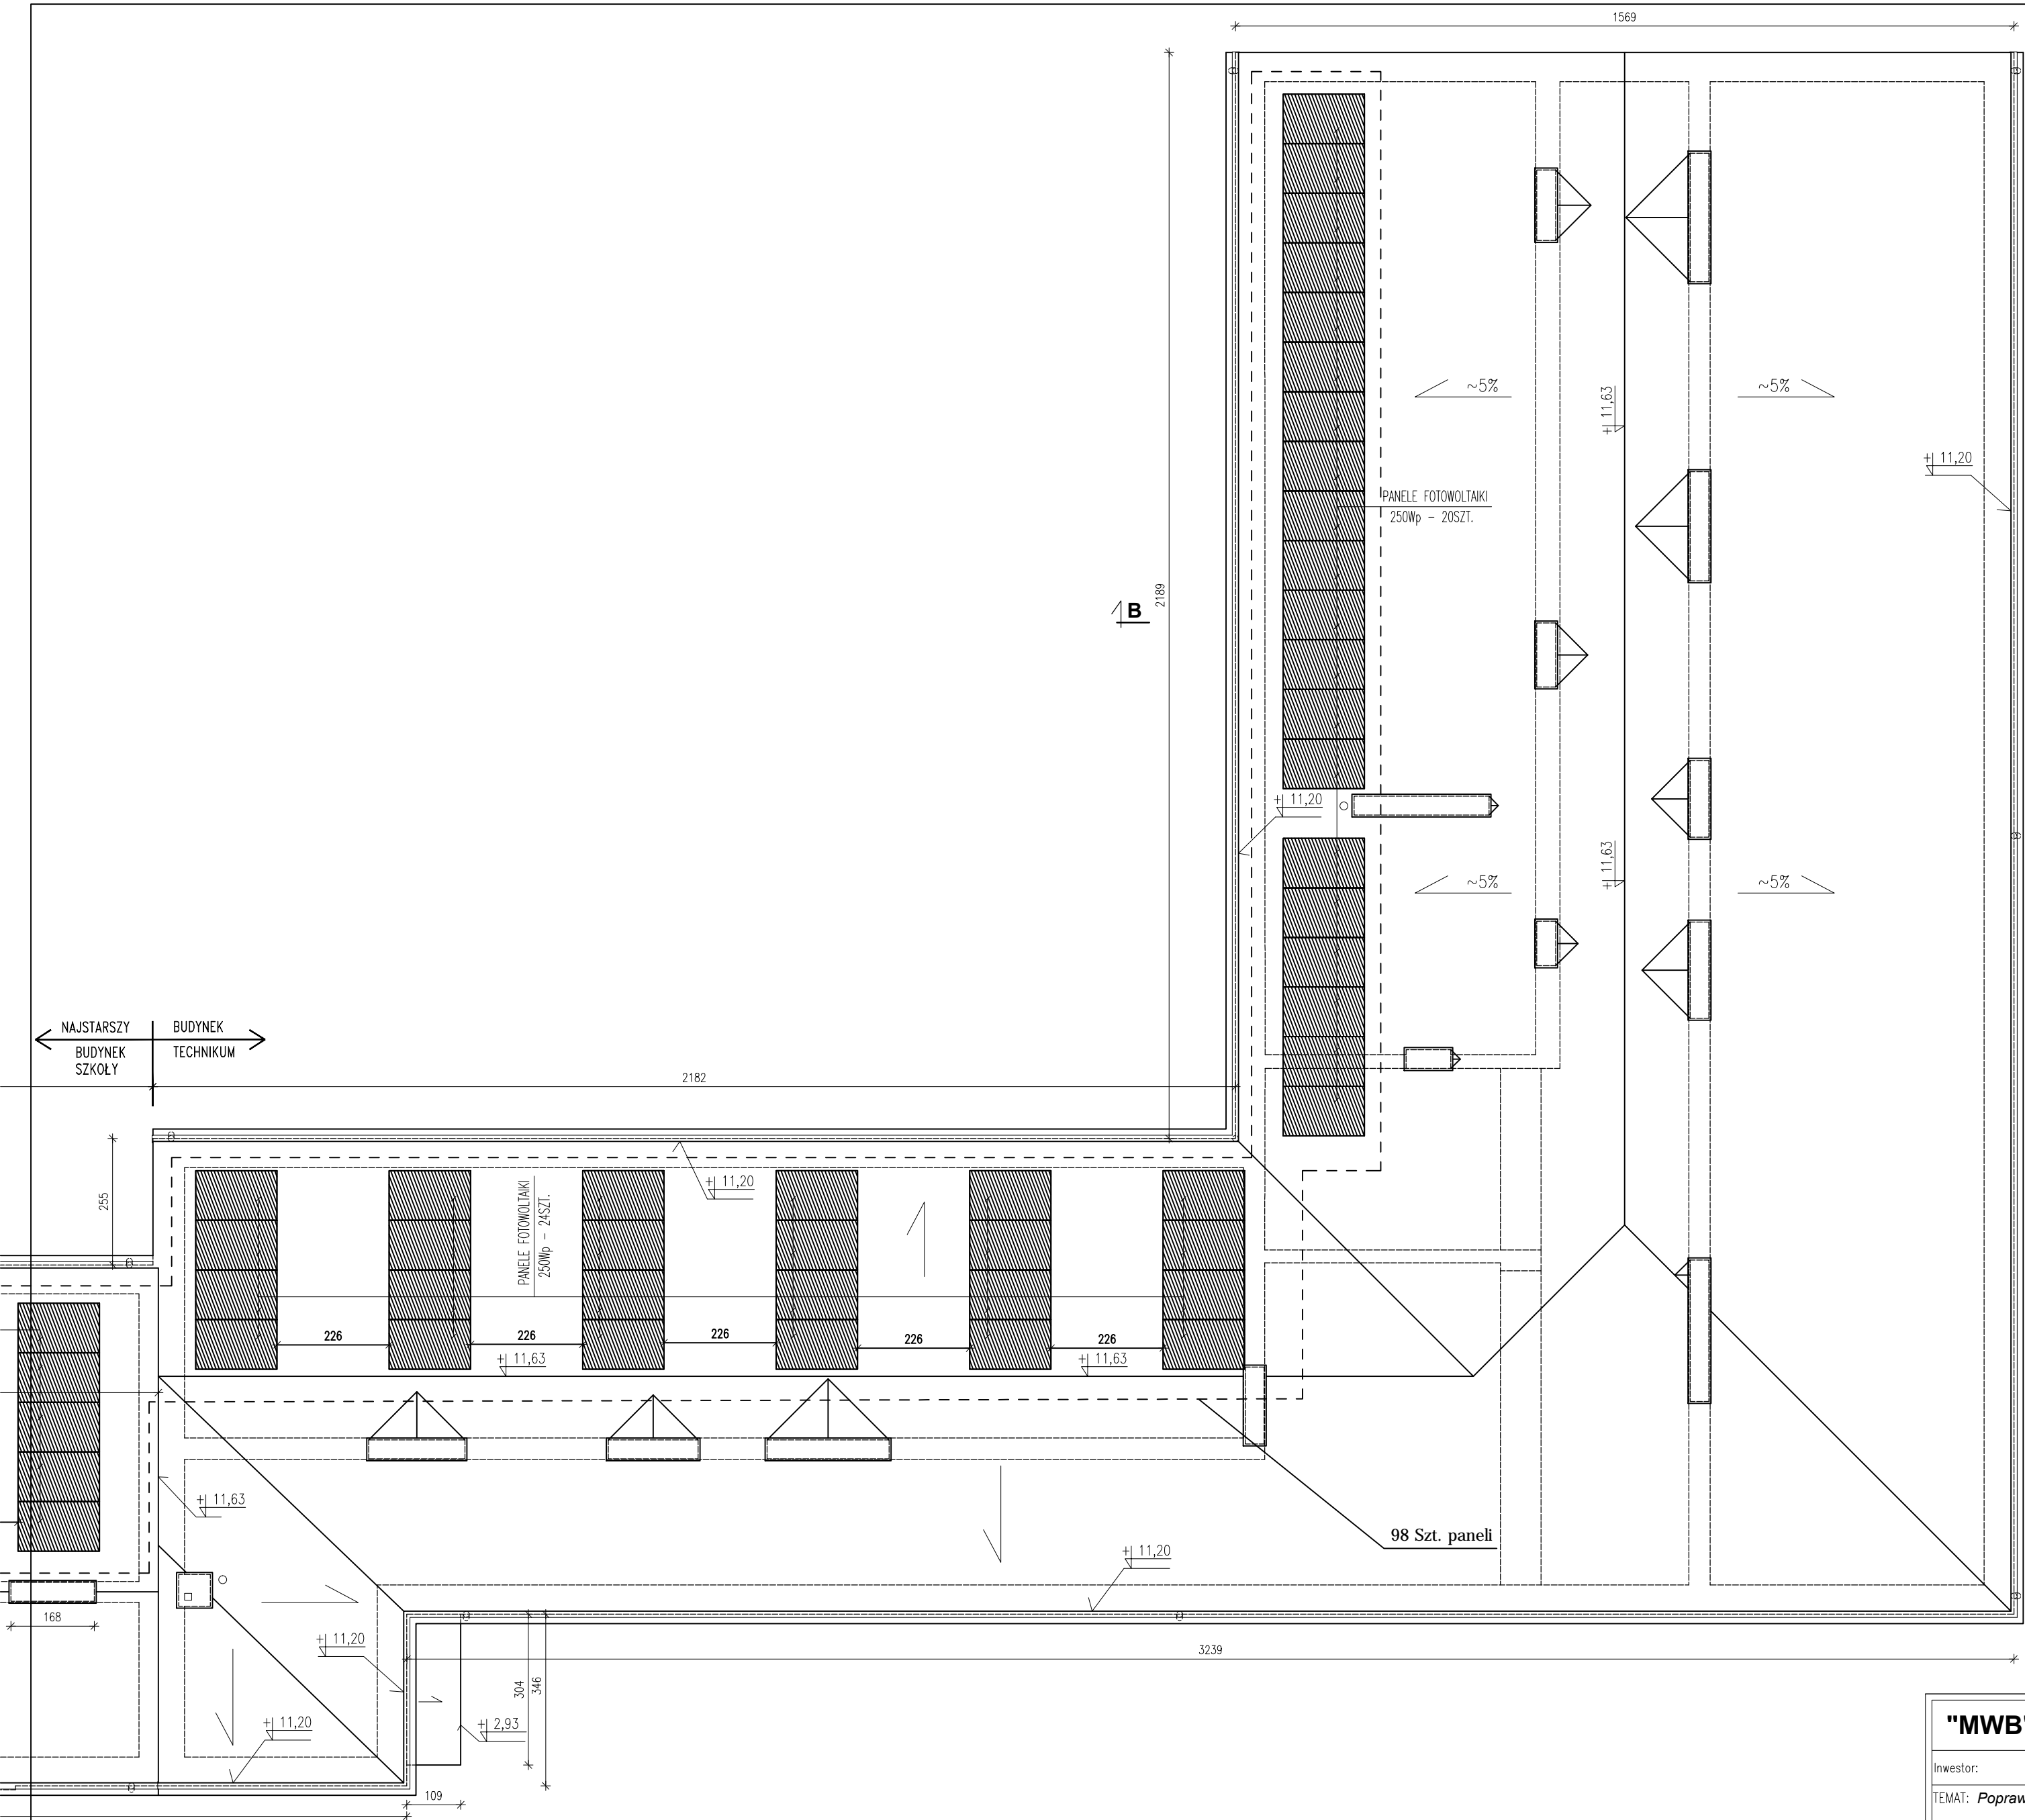 1569
2189
B
~5%
~5%
+ 11,63
+ 11,20
PANELE FOTOWOLTAIKI
250Wp - 20SZT.
+ 11,20
+ 11,63
~5%
~5%
NAJSTARSZY
BUDYNEK
SZKOŁY
BUDYNEK
TECHNIKUM
2182
255
+ 11,20
PANELE FOTOWOLTAIKI
250Wp - 24SZT.
226
226
226
226
226
+ 11,63
+ 11,63
+ 11,63
98 Szt. paneli
+ 11,20
168
+ 11,20
3239
304
346
+ 11,20
+ 2,93
109
"MWB"
Inwestor:
TEMAT: Popraw